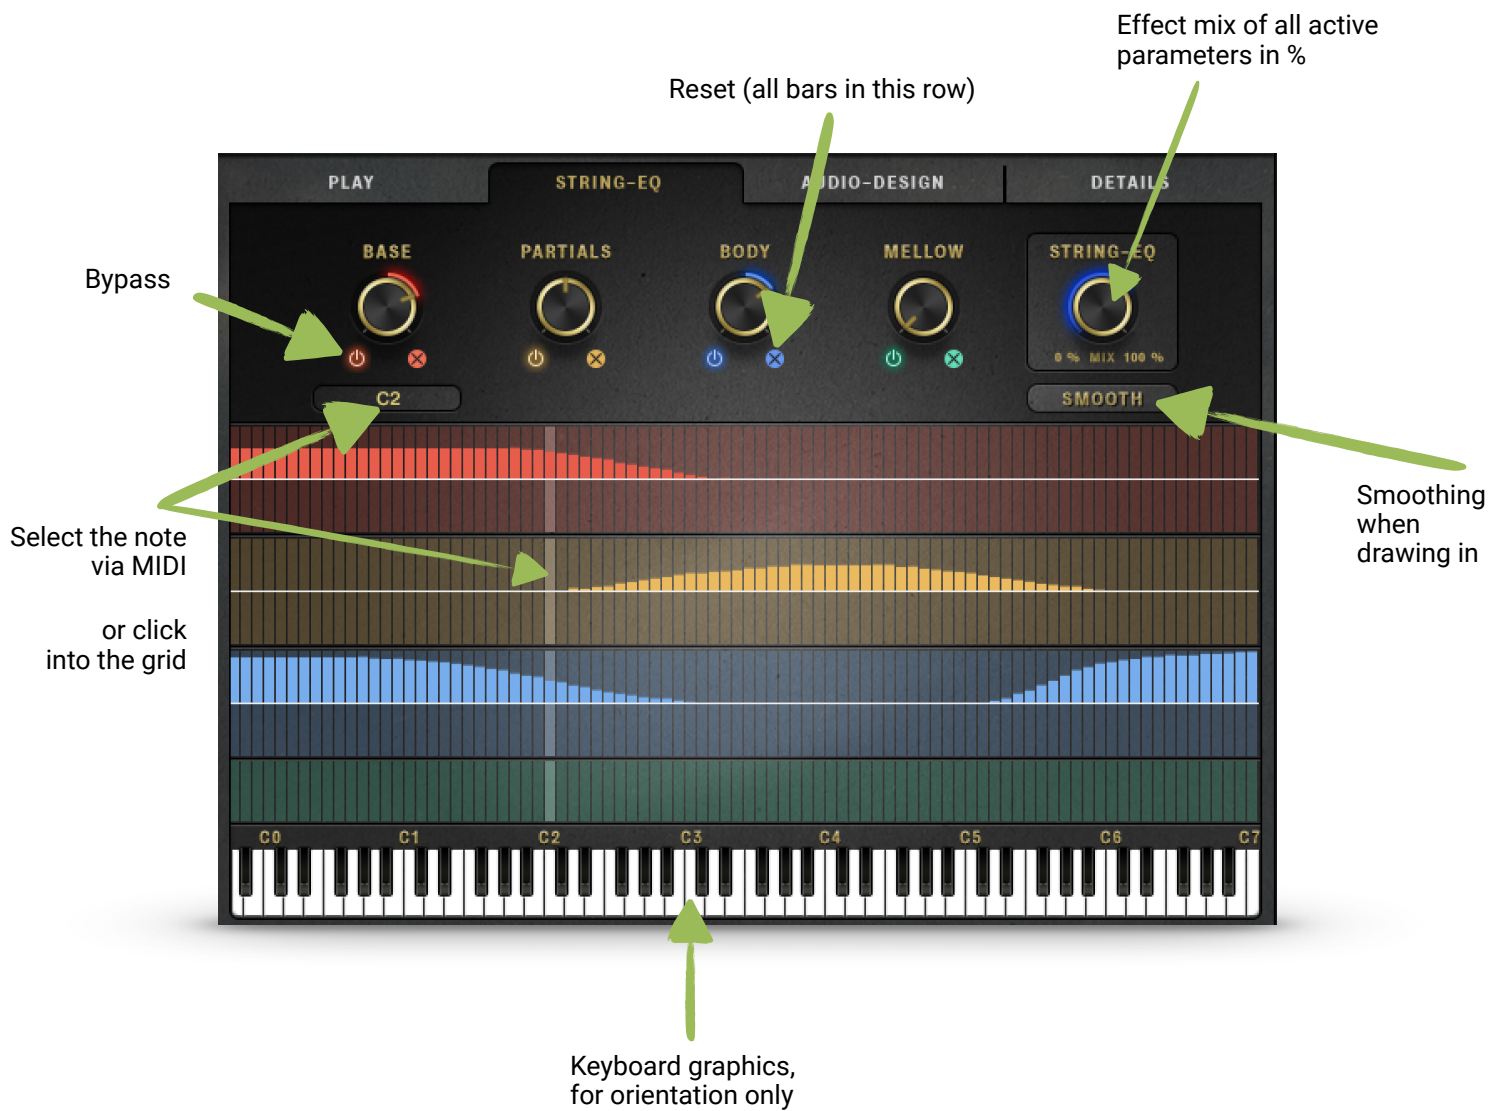 Effect mix of all active
parameters in %
Reset (all bars in this row)
PLAY
STRING-EQ
AUDIO-DESIGN
DETAILS
BASE
PARTIALS
BODY
MELLOW
STRING-EQ
Bypass
0 % MIX 100 %
C2
SMOOTH
Smoothing
when
drawing in
Select the note
via MIDI
or click
into the grid
C0 C1 C2 C3 C4 C5 C6 C7
Keyboard graphics,
for orientation only